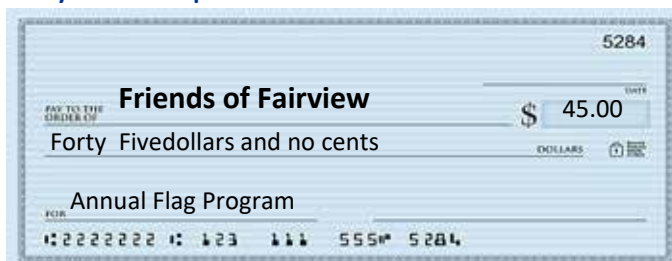 5284
DATE
PAY TO THE
ORDER OF Friends of Fairview $ 45.00
Forty Fivedollars and no cents DOLLARS
FOR Annual Flag Program
⑆2222222 ⑆ 123 111 555⑈ 5284